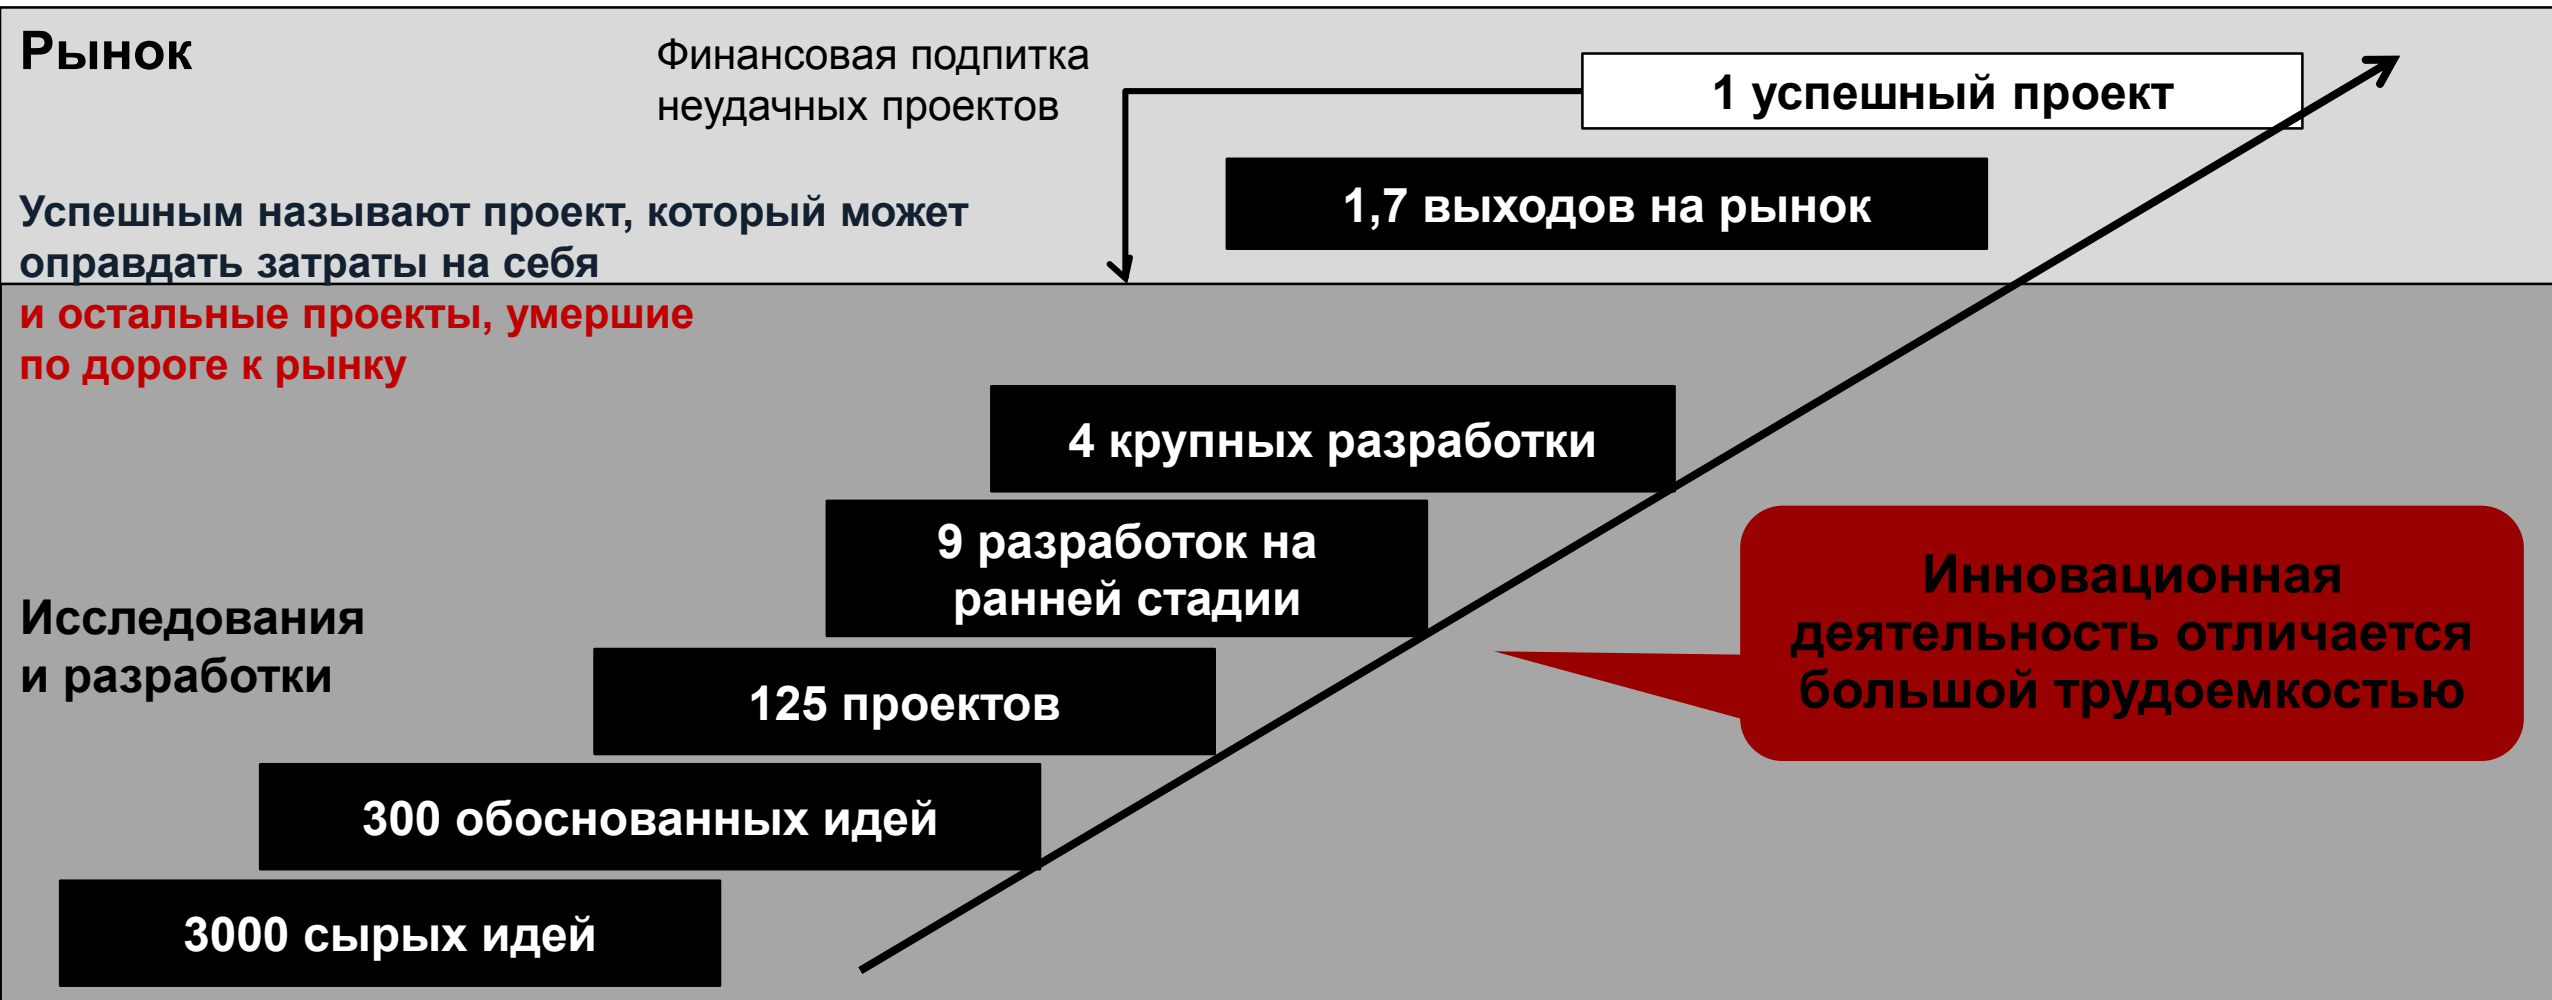 Рынок
Финансовая подпитка
неудачных проектов
1 успешный проект
1,7 выходов на рынок
Успешным называют проект, который может
оправдать затраты на себя
и остальные проекты, умершие
по дороге к рынку
4 крупных разработки
9 разработок на
ранней стадии
Инновационная
деятельность отличается
большой трудоемкостью
Исследования
и разработки
125 проектов
300 обоснованных идей
3000 сырых идей